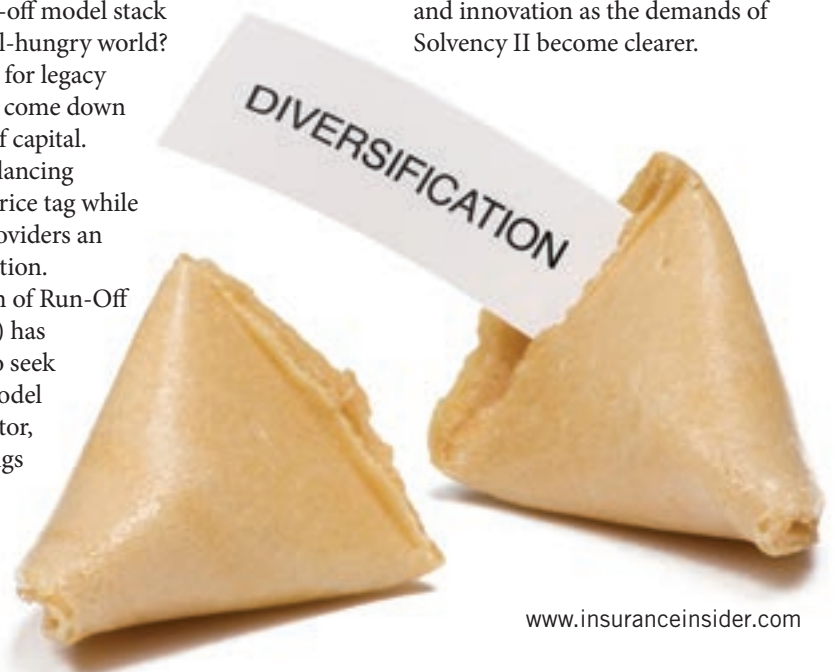 -off model stack
l-hungry world?
for legacy
come down
f capital.
lancing
rice tag while
oviders an
tion.
n of Run-Off
) has
o seek
odel
tor,
gs
and innovation as the demands of
Solvency II become clearer.
DIVERSIFICATION
www.insuranceinsider.com